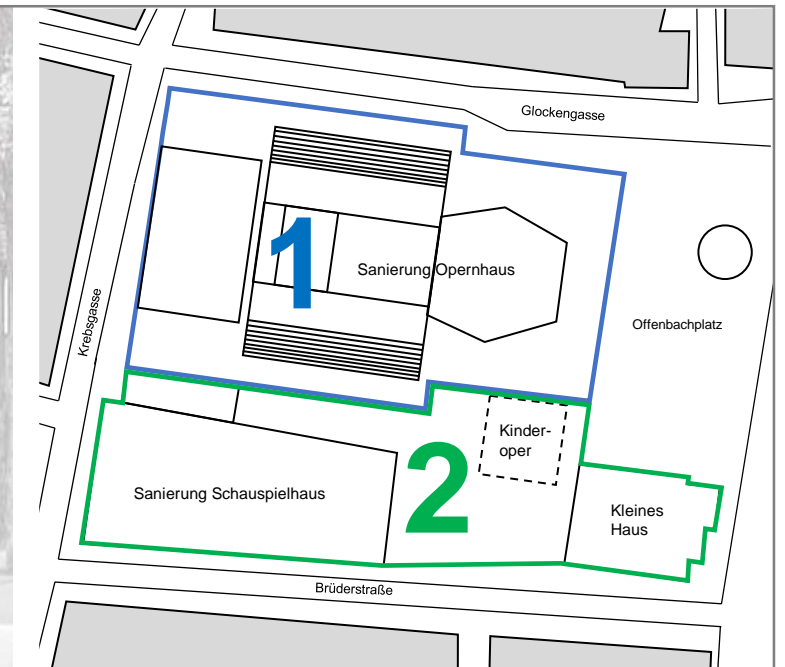 Glockengasse
1
Sanierung Opernhaus
Krebsgasse
Offenbachplatz
Kinder-
oper
2
Sanierung Schauspielhaus
Kleines
Haus
Brüderstraße